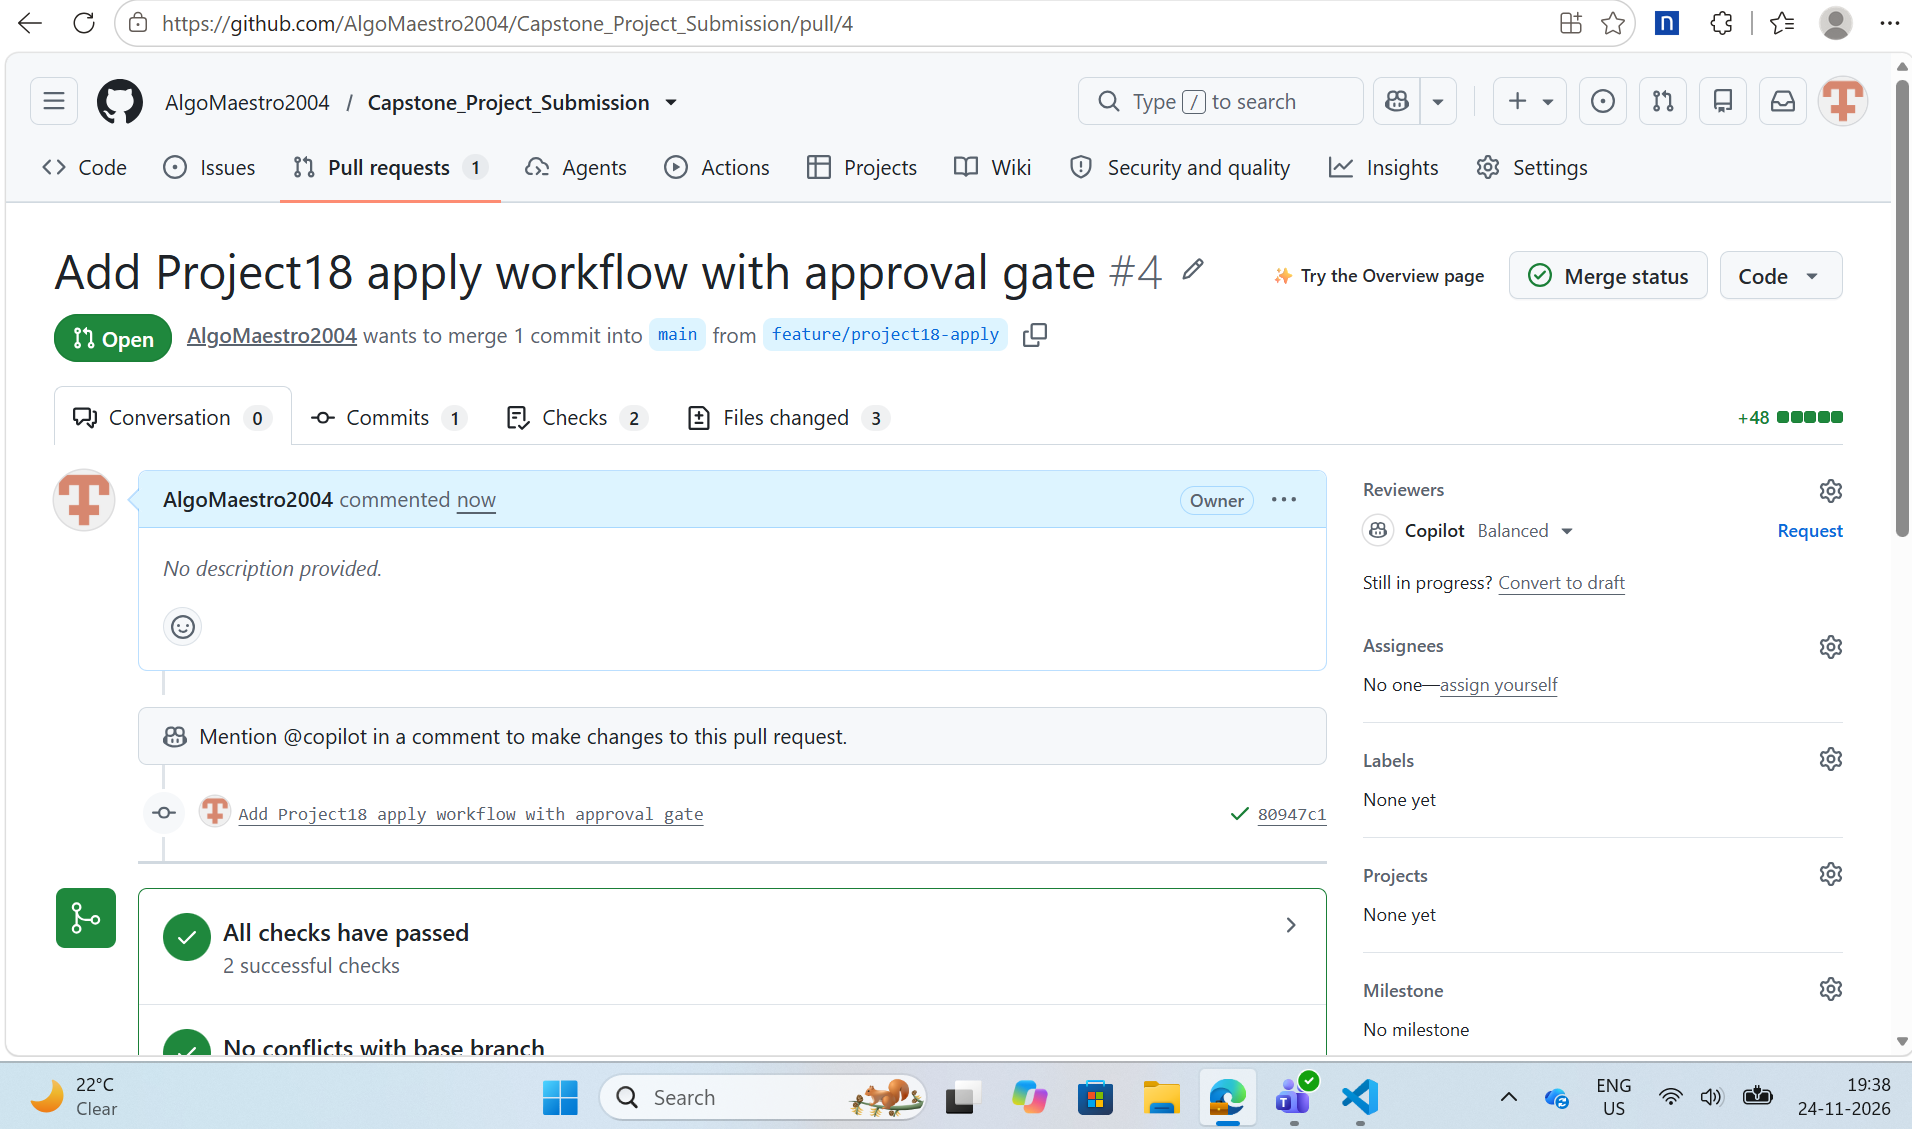 https://github.com/AlgoMaestro2004/Capstone_Project_Submission/pull/4
AlgoMaestro2004 / Capstone_Project_Submission
Type / to search
Code
Issues
Pull requests 1
Agents
Actions
Projects
Wiki
Security and quality
Insights
Settings
Add Project18 apply workflow with approval gate #4
Try the Overview page
Merge status
Code
Open
AlgoMaestro2004 wants to merge 1 commit into main from feature/project18-apply
Conversation 0
Commits 1
Checks 2
Files changed 3
+48
AlgoMaestro2004 commented now
Owner
No description provided.
Mention @copilot in a comment to make changes to this pull request.
Add Project18 apply workflow with approval gate
80947c1
All checks have passed
2 successful checks
No conflicts with base branch
Reviewers
Copilot Balanced
Request
Still in progress? Convert to draft
Assignees
No one—assign yourself
Labels
None yet
Projects
None yet
Milestone
No milestone
22°C
Clear
Search
ENG
US
19:38
24-11-2026